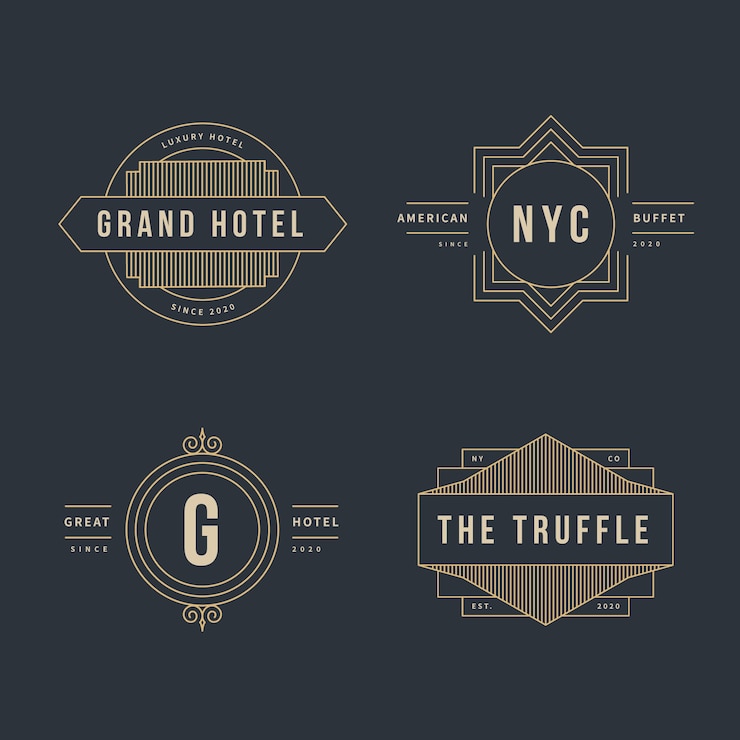 LUXURY HOTEL
GRAND HOTEL
SINCE 2020
AMERICAN NYC BUFFET
SINCE 2020
GREAT G HOTEL
SINCE 2020
NY CO
THE TRUFFLE
EST. 2020